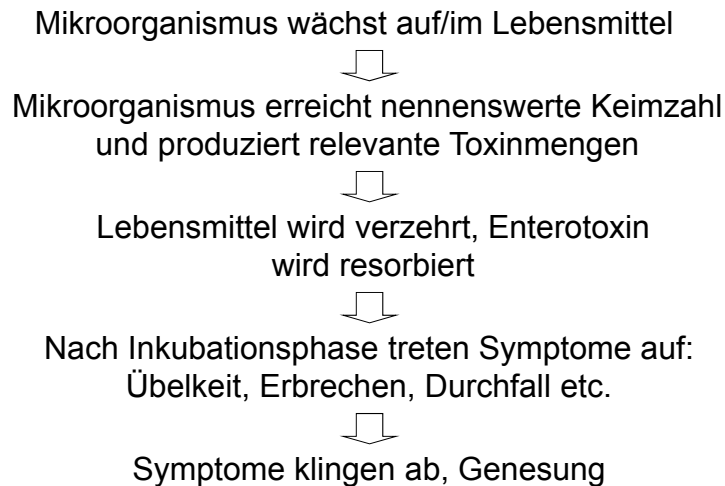 Mikroorganismus wächst auf/im Lebensmittel
Mikroorganismus erreicht nennenswerte Keimzahl
und produziert relevante Toxinmengen
Lebensmittel wird verzehrt, Enterotoxin
wird resorbiert
Nach Inkubationsphase treten Symptome auf:
Übelkeit, Erbrechen, Durchfall etc.
Symptome klingen ab, Genesung